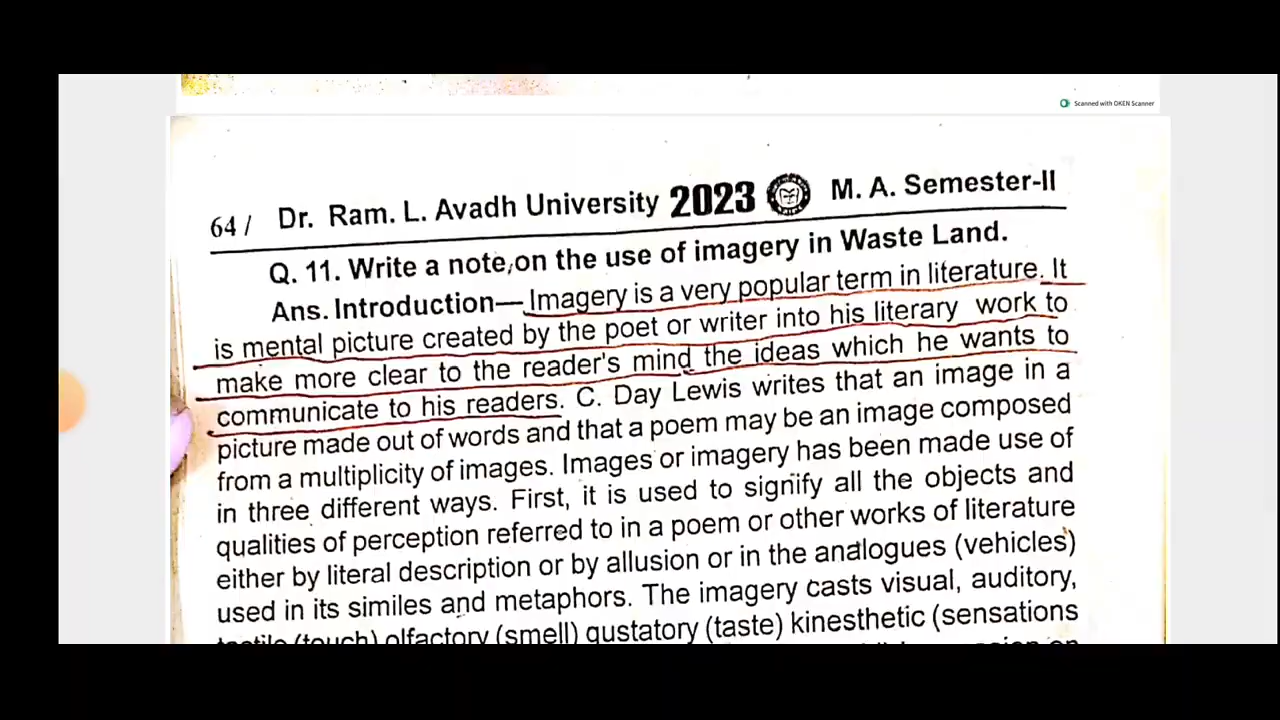 Scanned with OKEN Scanner
64 / Dr. Ram. L. Avadh University 2023 M. A. Semester-II
Q. 11. Write a note on the use of imagery in Waste Land.
Ans. Introduction—Imagery is a very popular term in literature. It
is mental picture created by the poet or writer into his literary work to
make more clear to the reader's mind the ideas which he wants to
communicate to his readers. C. Day Lewis writes that an image in a
picture made out of words and that a poem may be an image composed
from a multiplicity of images. Images or imagery has been made use of
in three different ways. First, it is used to signify all the objects and
qualities of perception referred to in a poem or other works of literature
either by literal description or by allusion or in the analogues (vehicles)
used in its similes and metaphors. The imagery casts visual, auditory,
tactile (touch) olfactory (smell) gustatory (taste) kinesthetic (sensations